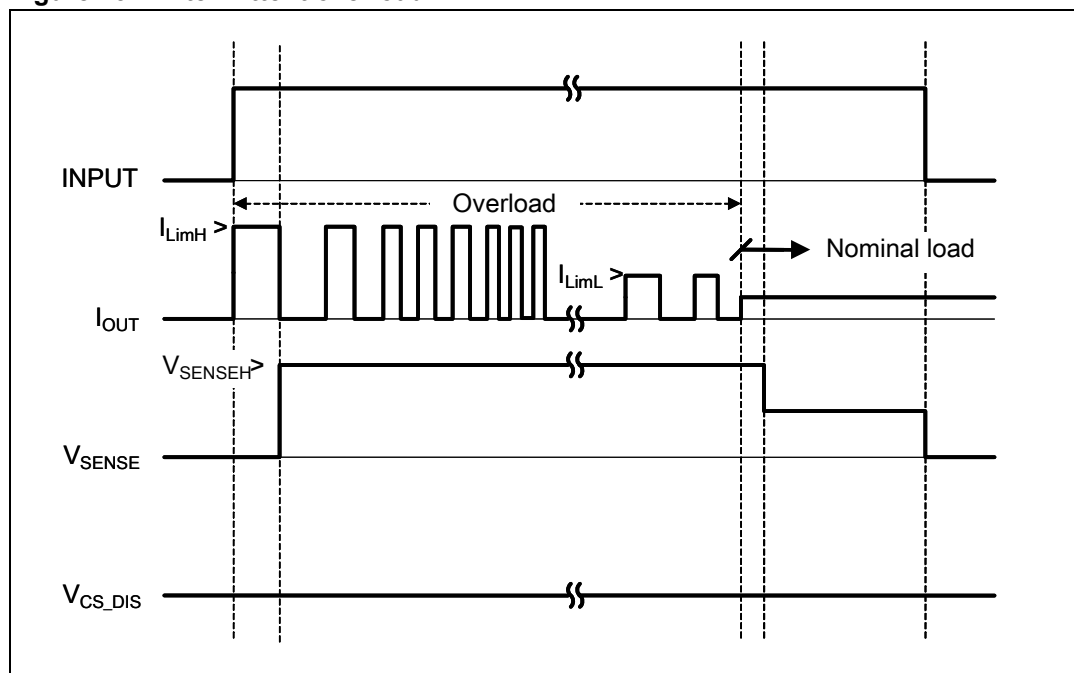 INPUT
Overload
I_LimH >
Nominal load
I_LimL >
I_OUT
V_SENSEH>
V_SENSE
V_CS_DIS